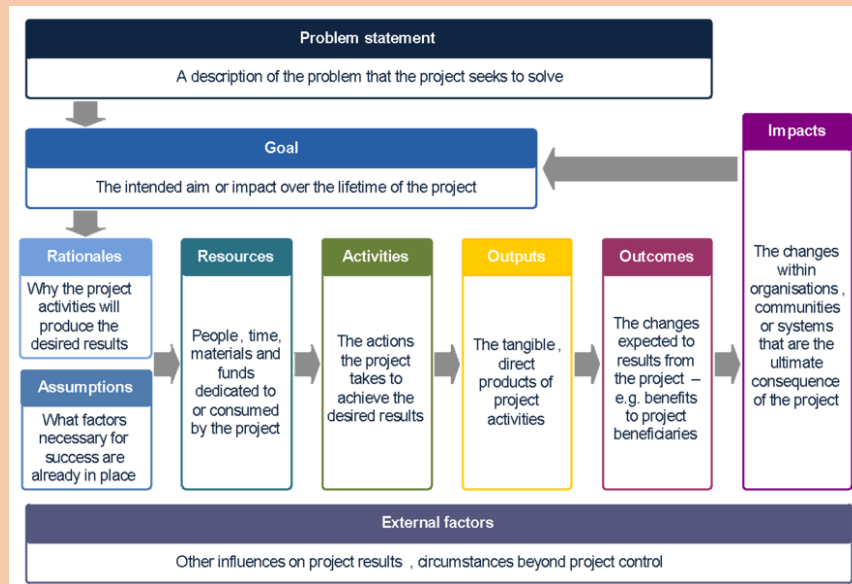 Problem statement
A description of the problem that the project seeks to solve
Goal
The intended aim or impact over the lifetime of the project
Rationales
Why the project
activities will
produce the
desired results
Assumptions
What factors
necessary for
success are
already in place
Resources
People, time,
materials and
funds
dedicated to
or consumed
by the project
Activities
The actions
the project
takes to
achieve the
desired results
Outputs
The tangible,
direct
products of
project
activities
Outcomes
The changes
expected to
results from
the project –
e.g. benefits
to project
beneficiaries
Impacts
The changes
within
organisations,
communities
or systems
that are the
ultimate
consequence
of the project
External factors
Other influences on project results , circumstances beyond project control